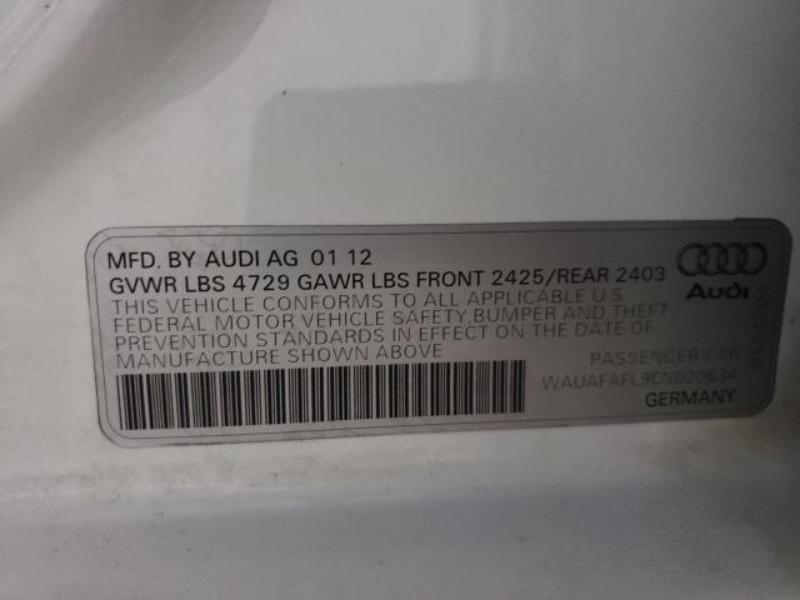 MFD. BY AUDI AG 01 12
GVWR LBS 4729 GAWR LBS FRONT 2425/REAR 2403
THIS VEHICLE CONFORMS TO ALL APPLICABLE U S
FEDERAL MOTOR VEHICLE SAFETY,BUMPER AND THEFT
PREVENTION STANDARDS IN EFFECT ON THE DATE OF
MANUFACTURE SHOWN ABOVE
Audi
PASSENGER CAR
WAUAFAFL9CN020634
GERMANY